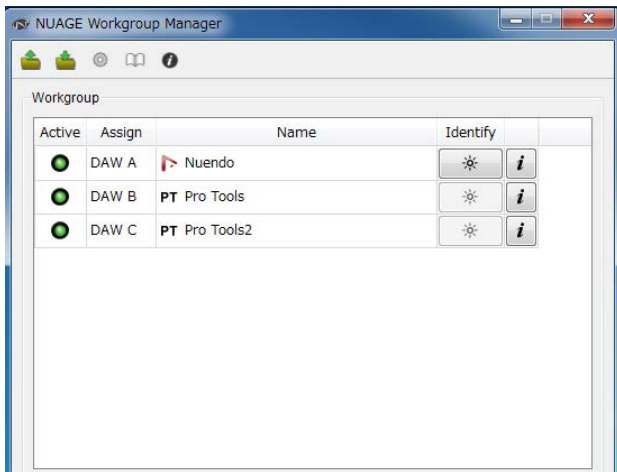 NUAGE Workgroup Manager
Workgroup
Active Assign Name Identify
DAW A Nuendo i
DAW B PT Pro Tools i
DAW C PT Pro Tools2 i